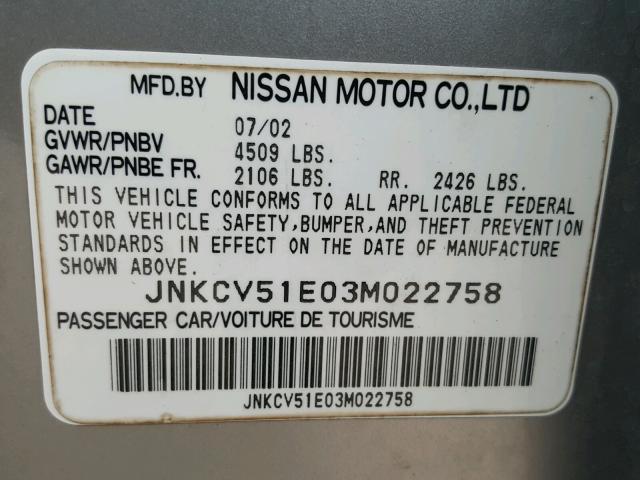 MFD.BY NISSAN MOTOR CO.,LTD
DATE 07/02
GVWR/PNBV 4509 LBS.
GAWR/PNBE FR. 2106 LBS. RR. 2426 LBS.
THIS VEHICLE CONFORMS TO ALL APPLICABLE FEDERAL
MOTOR VEHICLE SAFETY,BUMPER,AND THEFT PREVENTION
STANDARDS IN EFFECT ON THE DATE OF MANUFACTURE
SHOWN ABOVE.
JNKCV51E03M022758
PASSENGER CAR/VOITURE DE TOURISME
JNKCV51E03M022758